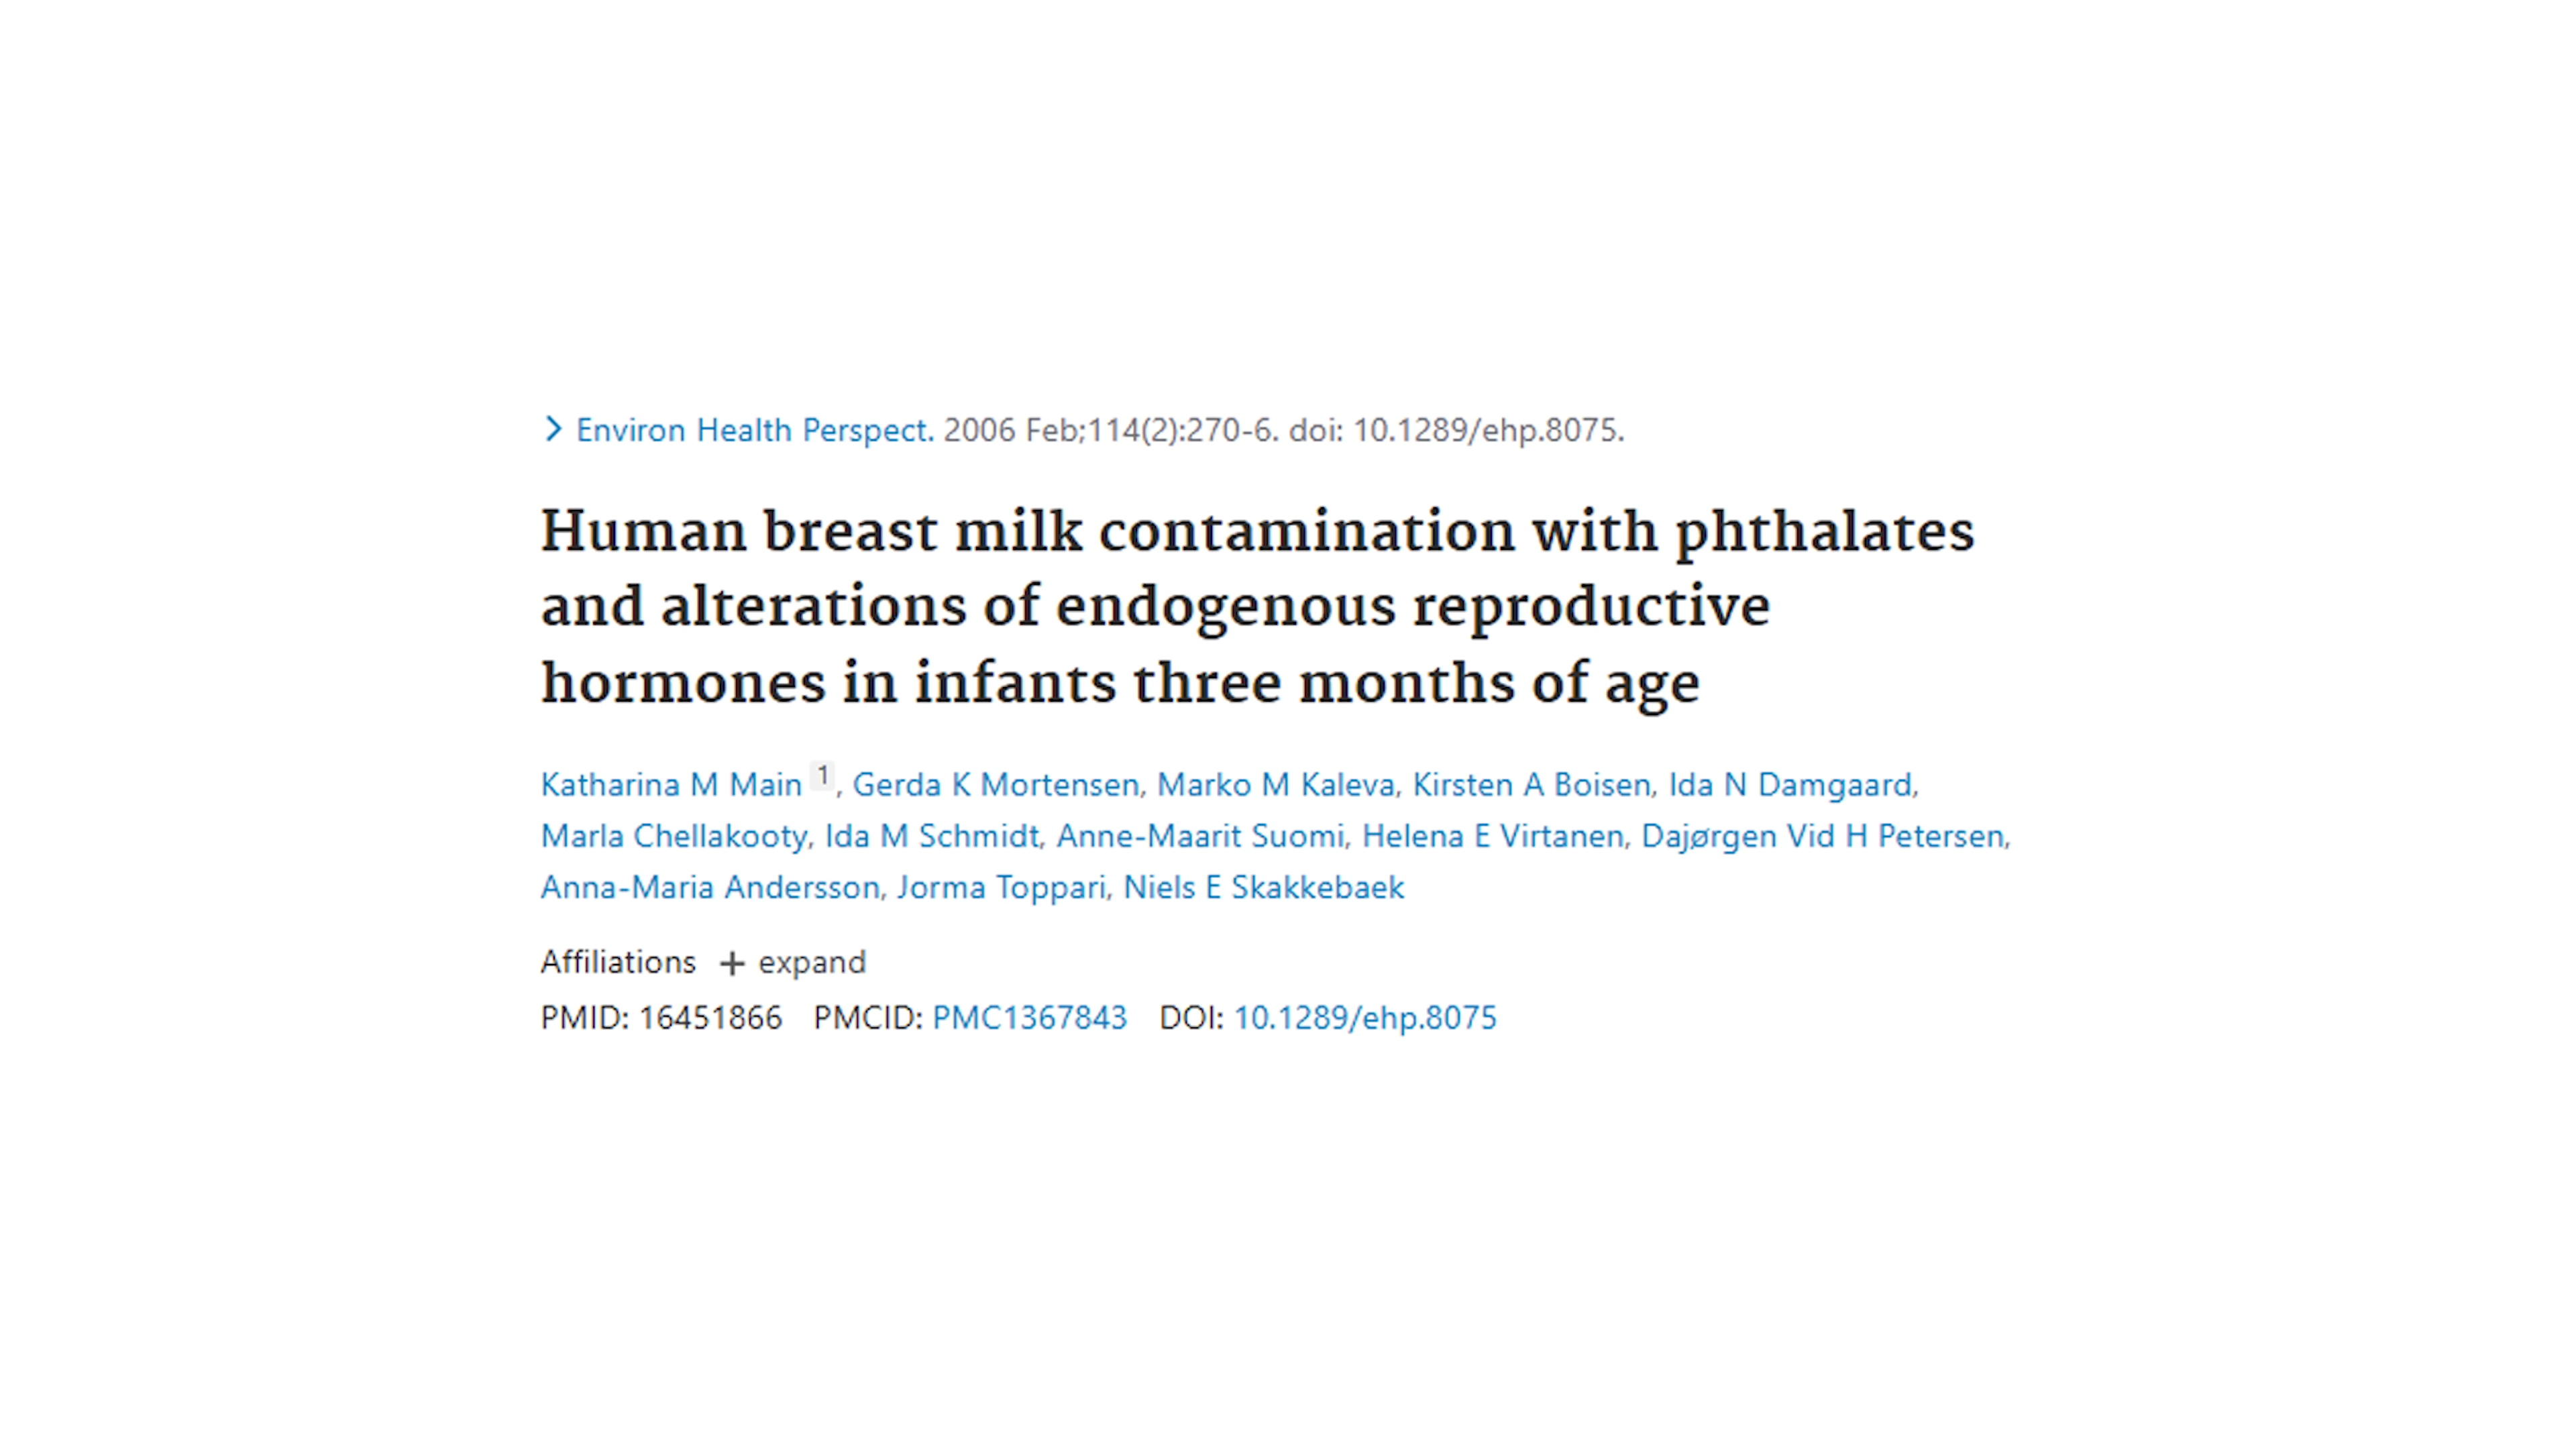 > Environ Health Perspect. 2006 Feb;114(2):270-6. doi: 10.1289/ehp.8075.
Human breast milk contamination with phthalates
and alterations of endogenous reproductive
hormones in infants three months of age
Katharina M Main 1, Gerda K Mortensen, Marko M Kaleva, Kirsten A Boisen, Ida N Damgaard,
Marla Chellakooty, Ida M Schmidt, Anne-Maarit Suomi, Helena E Virtanen, Dajørgen Vid H Petersen,
Anna-Maria Andersson, Jorma Toppari, Niels E Skakkebaek
Affiliations + expand
PMID: 16451866 PMCID: PMC1367843 DOI: 10.1289/ehp.8075